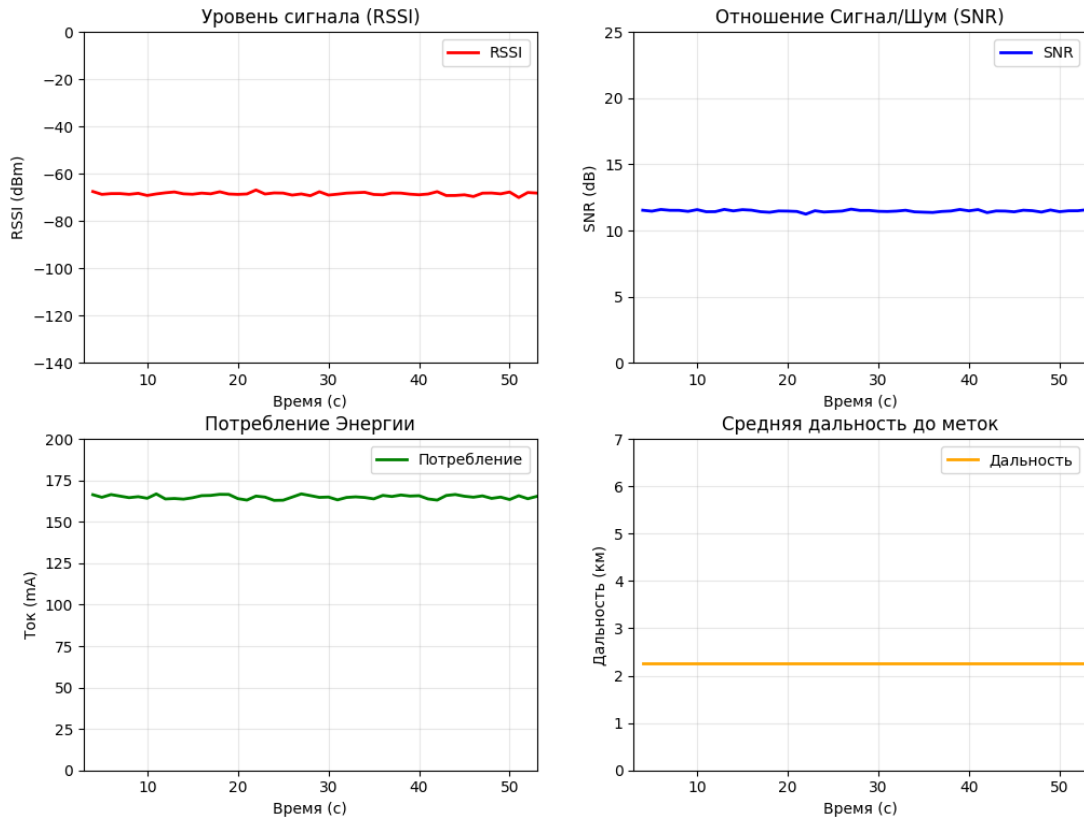 Уровень сигнала (RSSI)
0
−20
−40
−60
−80
−100
−120
−140
RSSI (dBm)
RSSI
10 20 30 40 50
Время (с)
Отношение Сигнал/Шум (SNR)
25
20
15
10
5
0
SNR (dB)
SNR
10 20 30 40 50
Время (с)
Потребление Энергии
200
175
150
125
100
75
50
25
0
Ток (mA)
Потребление
10 20 30 40 50
Время (с)
Средняя дальность до меток
7
6
5
4
3
2
1
0
Дальность (км)
Дальность
10 20 30 40 50
Время (с)